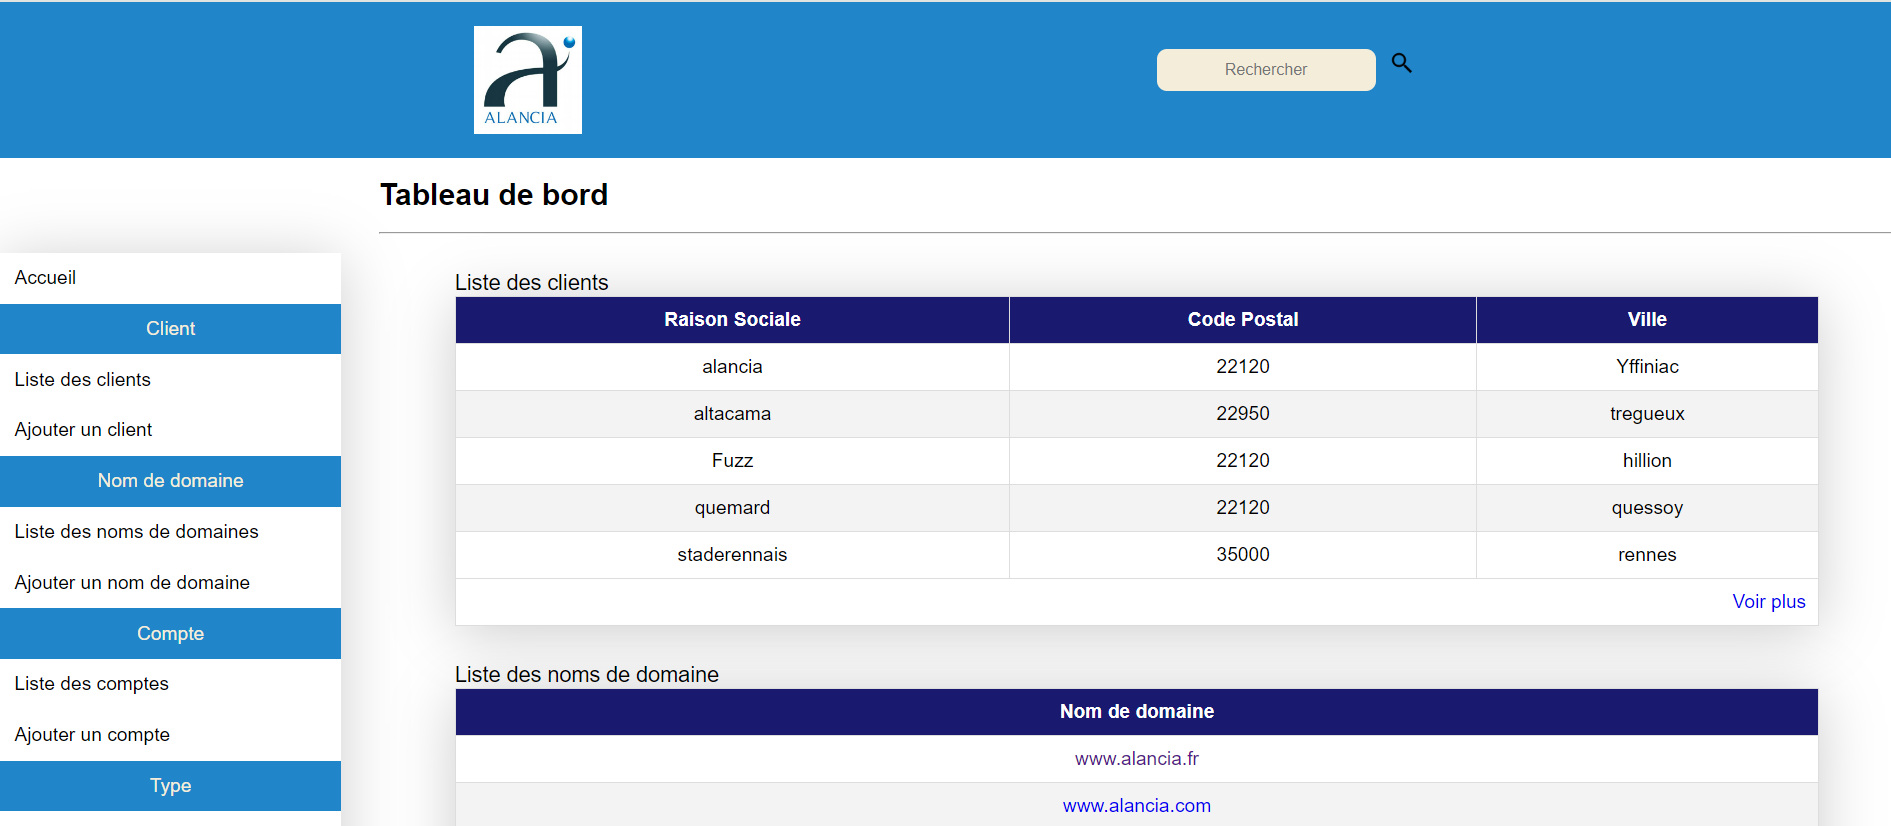 ALANCIA
Rechercher
Tableau de bord
Accueil
Client
Liste des clients
Ajouter un client
Nom de domaine
Liste des noms de domaines
Ajouter un nom de domaine
Compte
Liste des comptes
Ajouter un compte
Type
Liste des clients
Raison Sociale Code Postal Ville
alancia 22120 Yffiniac
altacama 22950 tregueux
Fuzz 22120 hillion
quemard 22120 quessoy
staderennais 35000 rennes
Voir plus
Liste des noms de domaine
Nom de domaine
www.alancia.fr
www.alancia.com